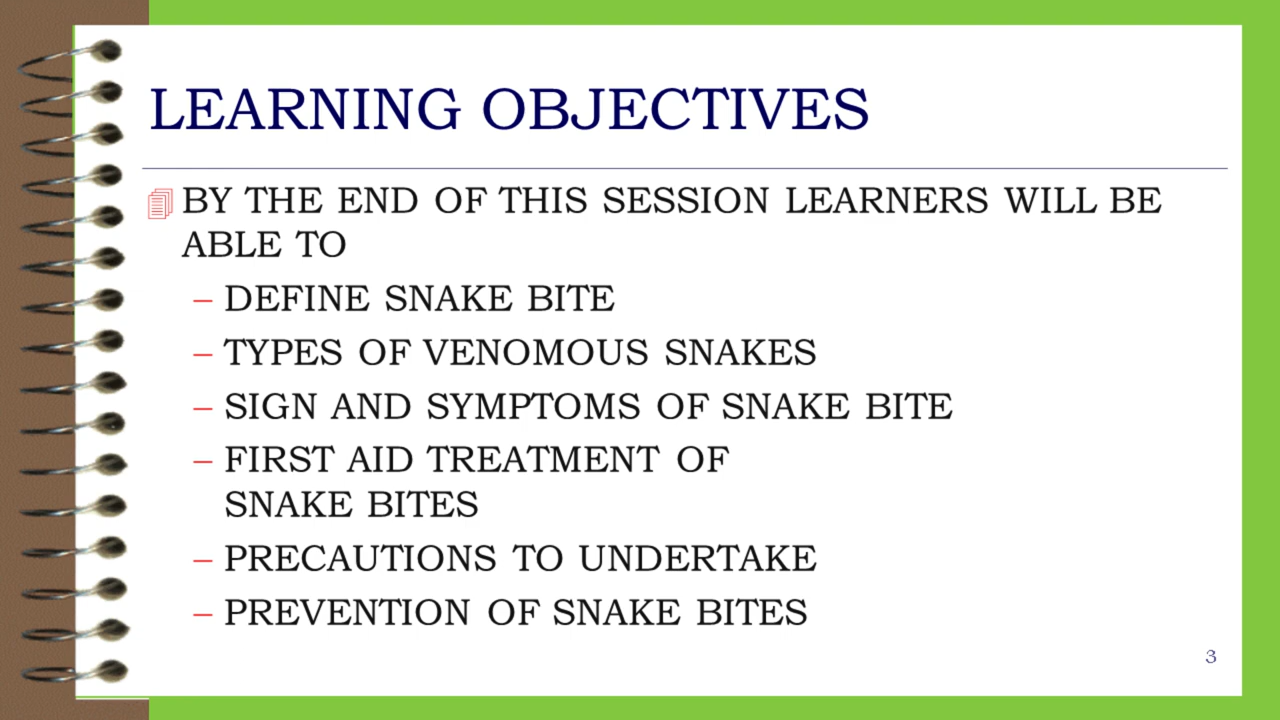 LEARNING OBJECTIVES
BY THE END OF THIS SESSION LEARNERS WILL BE
ABLE TO
– DEFINE SNAKE BITE
– TYPES OF VENOMOUS SNAKES
– SIGN AND SYMPTOMS OF SNAKE BITE
– FIRST AID TREATMENT OF
SNAKE BITES
– PRECAUTIONS TO UNDERTAKE
– PREVENTION OF SNAKE BITES
3